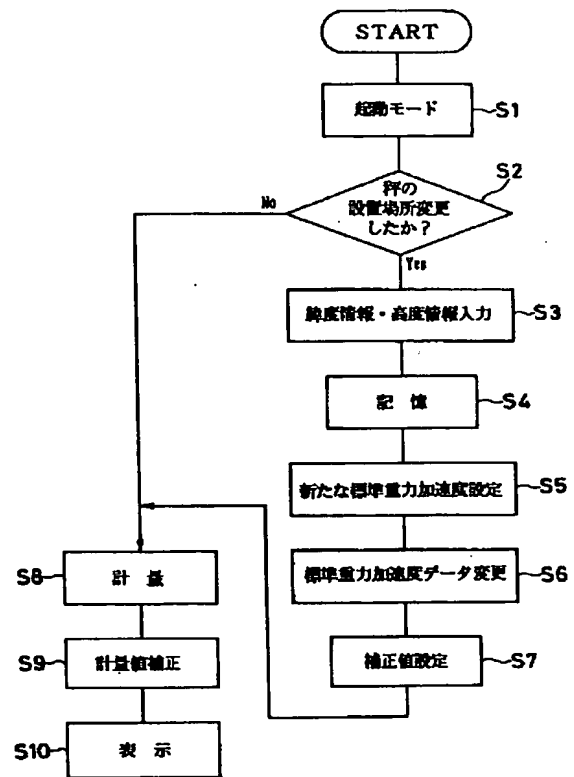 START
起動モード
S1
秤の
設置場所変更
したか?
S2
No
Yes
緯度情報・高度情報入力
S3
記 憶
S4
新たな標準重力加速度設定
S5
標準重力加速度データ変更
S6
補正値設定
S7
S8
計 量
S9
計量値補正
S10
表 示